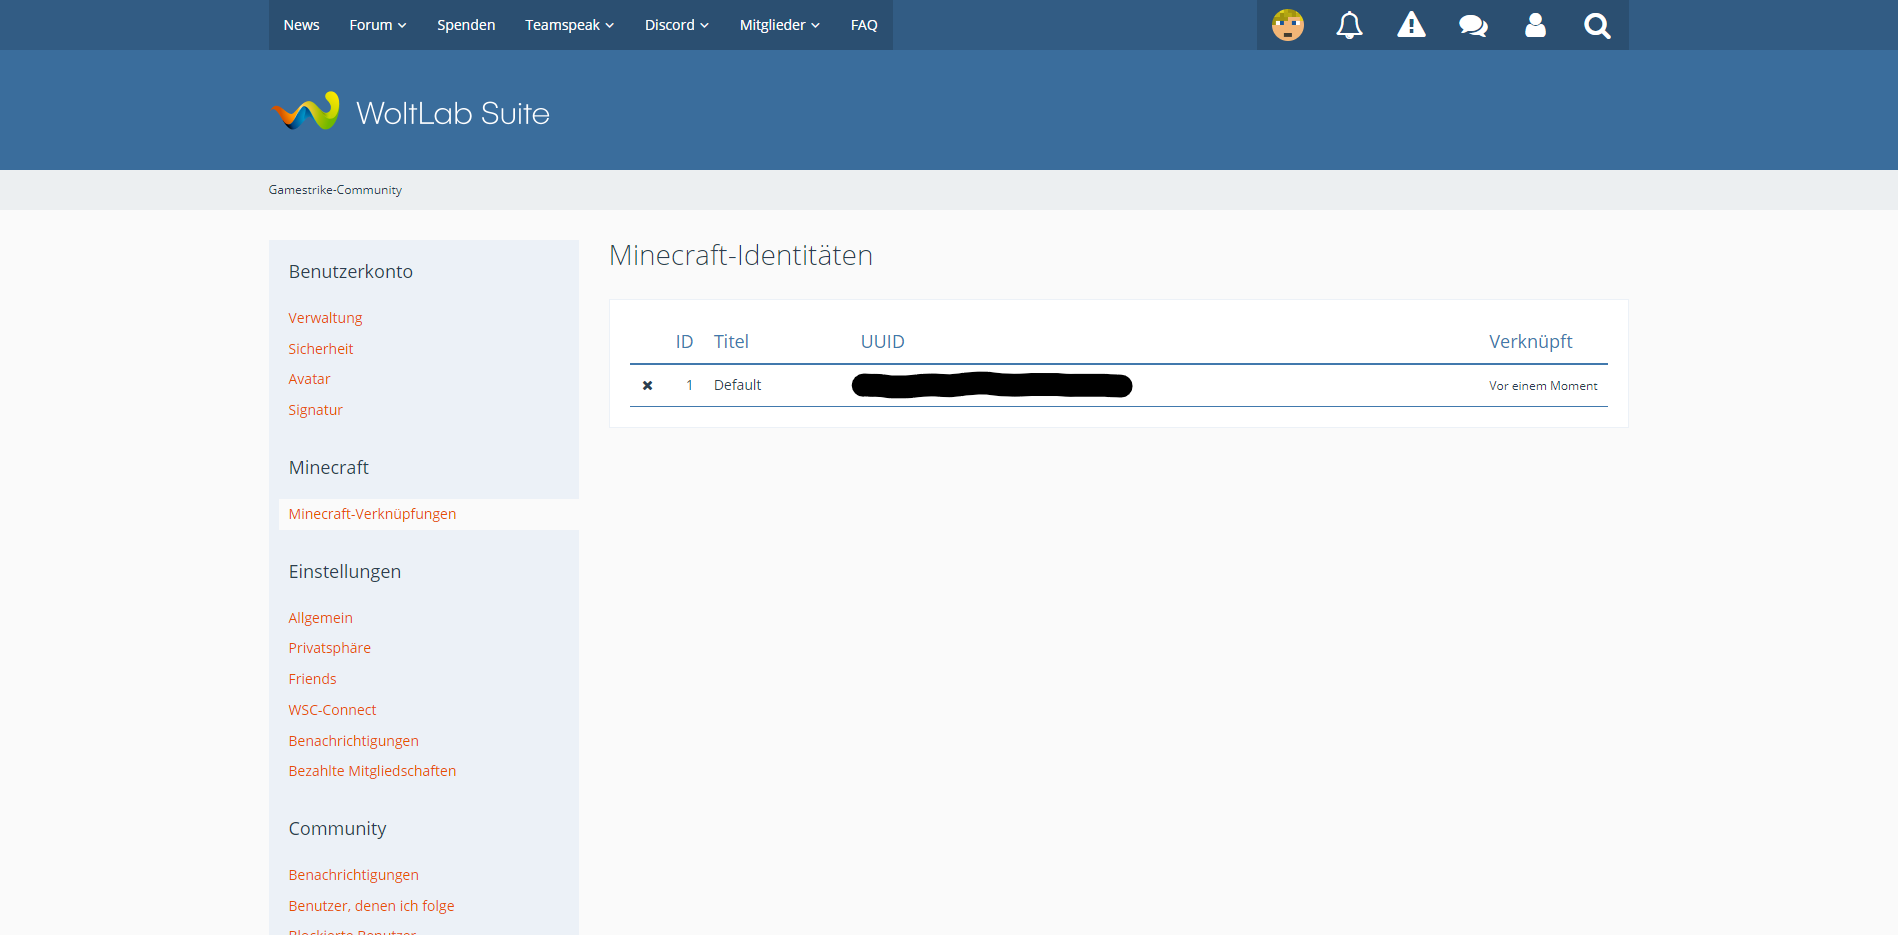 News Forum Spenden Teamspeak Discord Mitglieder FAQ
WoltLab Suite
Gamestrike-Community
Benutzerkonto
Verwaltung
Sicherheit
Avatar
Signatur
Minecraft
Minecraft-Verknüpfungen
Einstellungen
Allgemein
Privatsphäre
Friends
WSC-Connect
Benachrichtigungen
Bezahlte Mitgliedschaften
Community
Benachrichtigungen
Benutzer, denen ich folge
Blockierte Benutzer
Minecraft-Identitäten
ID Titel UUID Verknüpft
1 Default Vor einem Moment